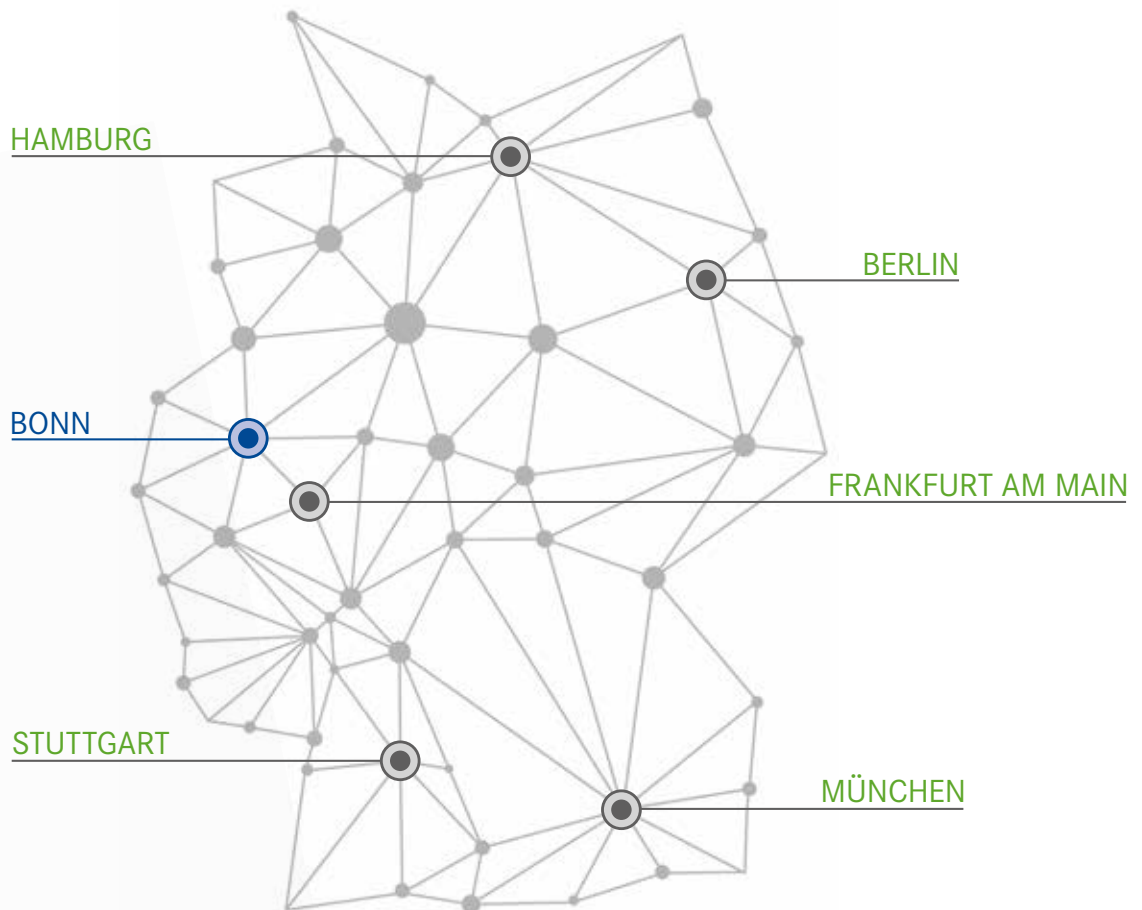 HAMBURG
BERLIN
BONN
FRANKFURT AM MAIN
STUTTGART
MÜNCHEN